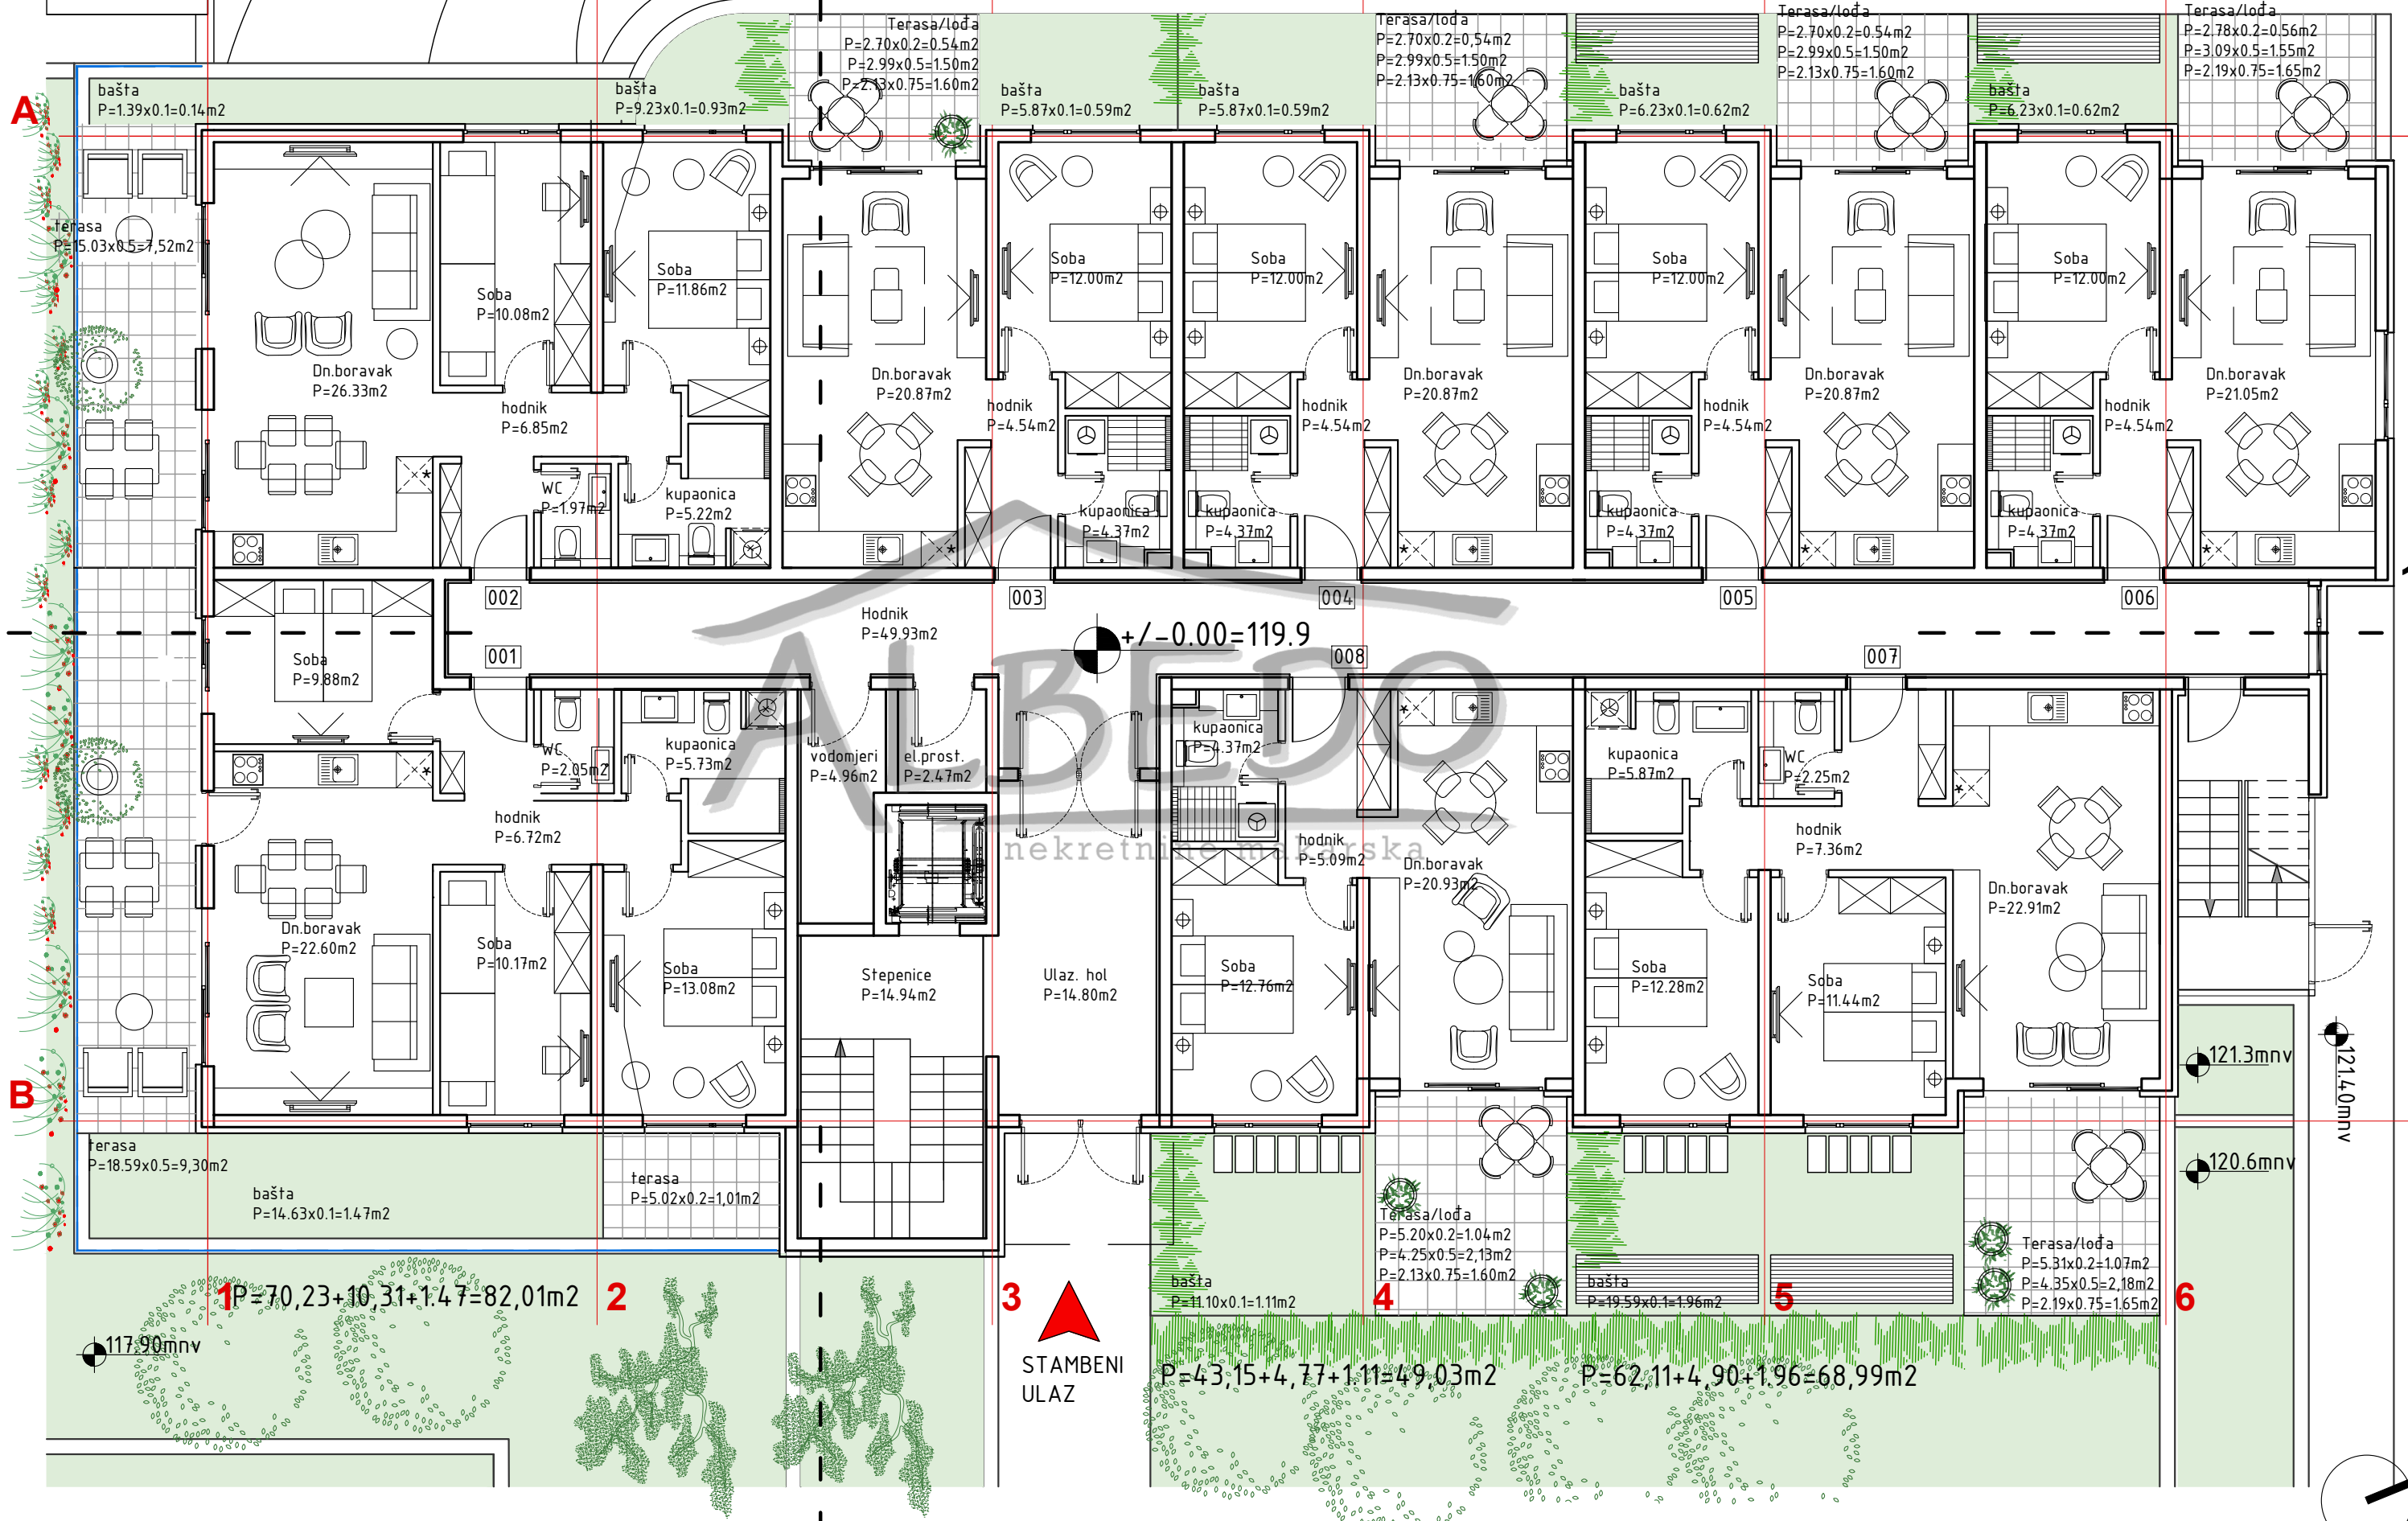 Terasa/lođa
P=2.70x0.2=0.54m2
P=2.99x0.5=1.50m2
P=2.13x0.75=1.60m2
Terasa/lođa
P=2.70x0.2=0,54m2
P=2.99x0.5=1.50m2
P=2.13x0.75=1.60m2
Terasa/lođa
P=2.70x0.2=0.54m2
P=2.99x0.5=1.50m2
P=2.13x0.75=1.60m2
Terasa/lođa
P=2.78x0.2=0.56m2
P=3.09x0.5=1.55m2
P=2.19x0.75=1.65m2
A
bašta
P=1.39x0.1=0.14m2
bašta
P=9.23x0.1=0.93m2
bašta
P=5.87x0.1=0.59m2
bašta
P=5.87x0.1=0.59m2
bašta
P=6.23x0.1=0.62m2
bašta
P=6.23x0.1=0.62m2
terasa
P=15.03x0.5=7,52m2
Soba
P=10.08m2
Soba
P=11.86m2
Soba
P=12.00m2
Soba
P=12.00m2
Soba
P=12.00m2
Soba
P=12.00m2
Dn.boravak
P=26.33m2
Dn.boravak
P=20.87m2
Dn.boravak
P=20.87m2
Dn.boravak
P=20.87m2
Dn.boravak
P=21.05m2
hodnik
P=6.85m2
hodnik
P=4.54m2
hodnik
P=4.54m2
hodnik
P=4.54m2
hodnik
P=4.54m2
WC
P=1.97m2
kupaonica
P=5.22m2
kupaonica
P=4.37m2
kupaonica
P=4.37m2
kupaonica
P=4.37m2
kupaonica
P=4.37m2
002
003
004
005
006
Hodnik
P=49.93m2
+/-0.00=119.9
001
008
007
ALBEDO
nekretnine makarska
Soba
P=9.88m2
WC
P=2.05m2
kupaonica
P=5.73m2
vodomjeri
P=4.96m2
el.prost.
P=2.47m2
kupaonica
P=4.37m2
kupaonica
P=5.87m2
WC
P=2.25m2
hodnik
P=6.72m2
hodnik
P=5.09m2
hodnik
P=7.36m2
Dn.boravak
P=22.60m2
Soba
P=10.17m2
Soba
P=13.08m2
Stepenice
P=14.94m2
Ulaz. hol
P=14.80m2
Soba
P=12.76m2
Dn.boravak
P=20.93m2
Soba
P=12.28m2
Soba
P=11.44m2
Dn.boravak
P=22.91m2
B
121.3mnv
121.40mnv
120.6mnv
terasa
P=18.59x0.5=9,30m2
bašta
P=14.63x0.1=1.47m2
terasa
P=5.02x0.2=1,01m2
Terasa/lođa
P=5.20x0.2=1.04m2
P=4.25x0.5=2,13m2
P=2.13x0.75=1.60m2
Terasa/lođa
P=5.31x0.2=1.07m2
P=4.35x0.5=2,18m2
P=2.19x0.75=1.65m2
bašta
P=11.10x0.1=1.11m2
bašta
P=19.59x0.1=1.96m2
1
2
3
4
5
6
P=70,23+10,31+1.47=82,01m2
117.90mnv
STAMBENI
ULAZ
P=43,15+4,77+1.11=49,03m2
P=62,11+4,90+1.96=68,99m2